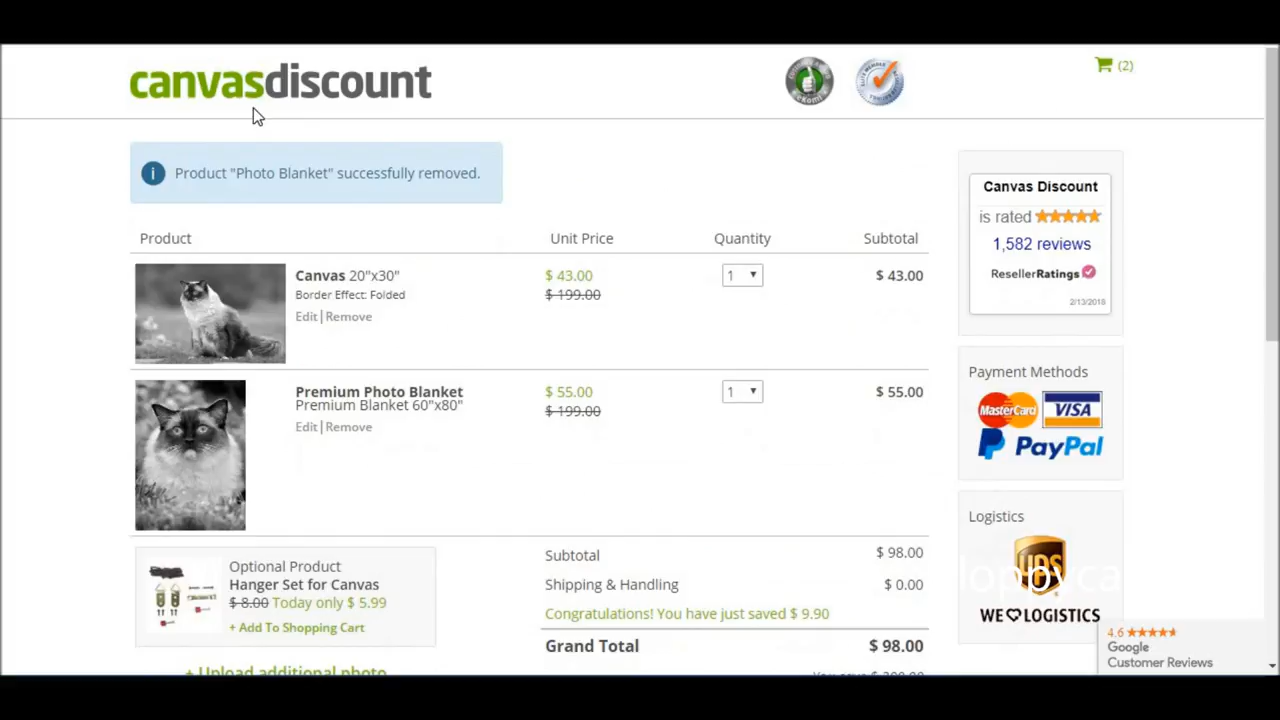 canvasdiscount
(2)
i Product "Photo Blanket" successfully removed.
Product Unit Price Quantity Subtotal
Canvas 20"x30" $ 43.00 1 $ 43.00
Border Effect: Folded $ 199.00
Edit|Remove
Premium Photo Blanket $ 55.00 1 $ 55.00
Premium Blanket 60"x80" $ 199.00
Edit|Remove
Optional Product
Hanger Set for Canvas
$ 8.00 Today only $ 5.99
+ Add To Shopping Cart
+ Upload additional photo
Subtotal $ 98.00
Shipping & Handling $ 0.00
Congratulations! You have just saved $ 9.90
Grand Total $ 98.00
Canvas Discount
is rated
1,582 reviews
ResellerRatings
2/13/2018
Payment Methods
MasterCard VISA
PayPal
Logistics
UPS
WE LOGISTICS
4.6
Google
Customer Reviews